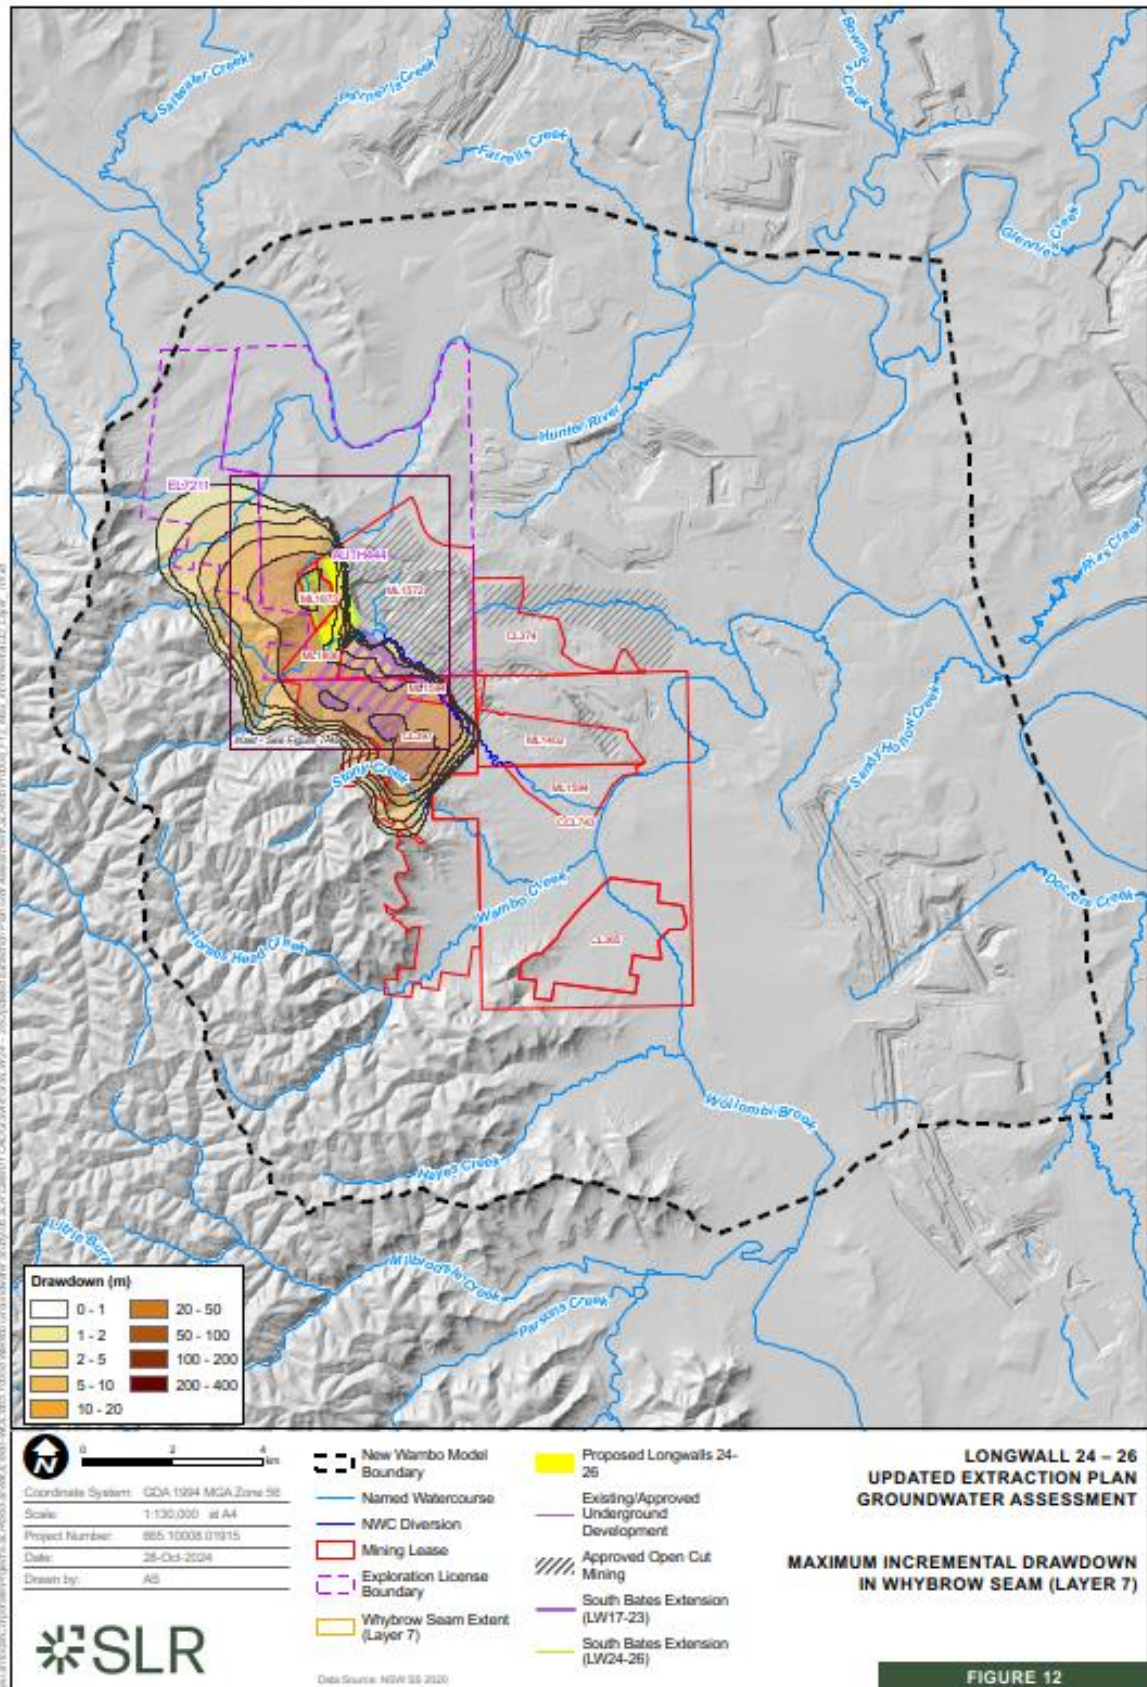 Saltwater Creek
Parnells Creek
Bowmans Creek
Farrells Creek
Glennies Creek
Hunter River
EL7211
AUTH444
ML1572
ML1673
CL374
ML1402
ML1594
CCL743
Stony Creek
Sandy Hollow Creek
Doctors Creek
Wambo Creek
CL365
Horses Head Creek
Wollombi Brook
Hayes Creek
Milbrodale Creek
Parsons Creek
Drawdown (m)
0 - 1
1 - 2
2 - 5
5 - 10
10 - 20
20 - 50
50 - 100
100 - 200
200 - 400
N
0 2 4
km
Coordinate System: GDA 1994 MGA Zone 56
Scale: 1:130,000 at A4
Project Number: 665.10008.01915
Date: 28-Oct-2024
Drawn by: AS
SLR
New Wambo Model
Boundary
Named Watercourse
NWC Diversion
Mining Lease
Exploration License
Boundary
Whybrow Seam Extent
(Layer 7)
Data Source: NSW SS 2020
Proposed Longwalls 24-
26
Existing/Approved
Underground
Development
Approved Open Cut
Mining
South Bates Extension
(LW17-23)
South Bates Extension
(LW24-26)
LONGWALL 24 – 26
UPDATED EXTRACTION PLAN
GROUNDWATER ASSESSMENT
MAXIMUM INCREMENTAL DRAWDOWN
IN WHYBROW SEAM (LAYER 7)
FIGURE 12